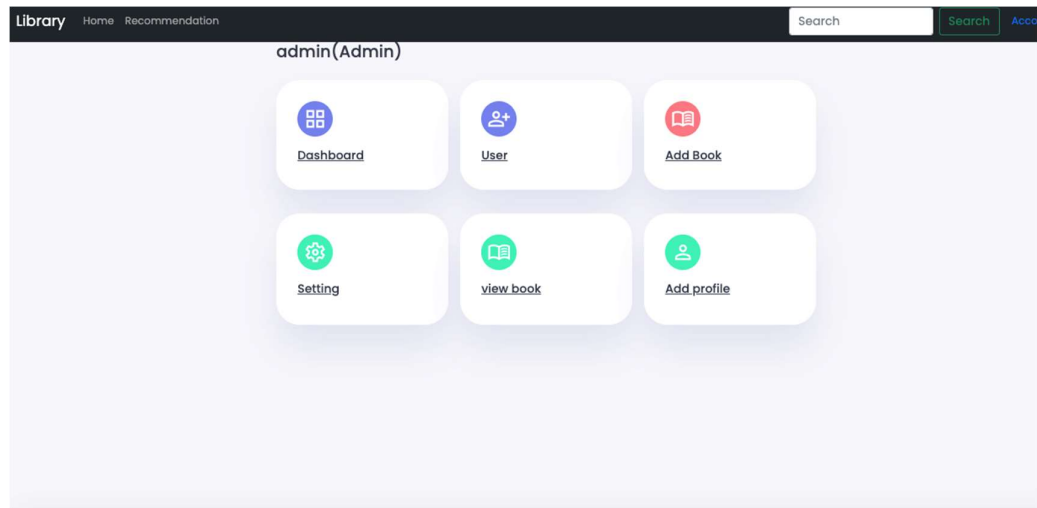 Library Home Recommendation Search Search
admin(Admin)
Dashboard User Add Book
Setting view book Add profile